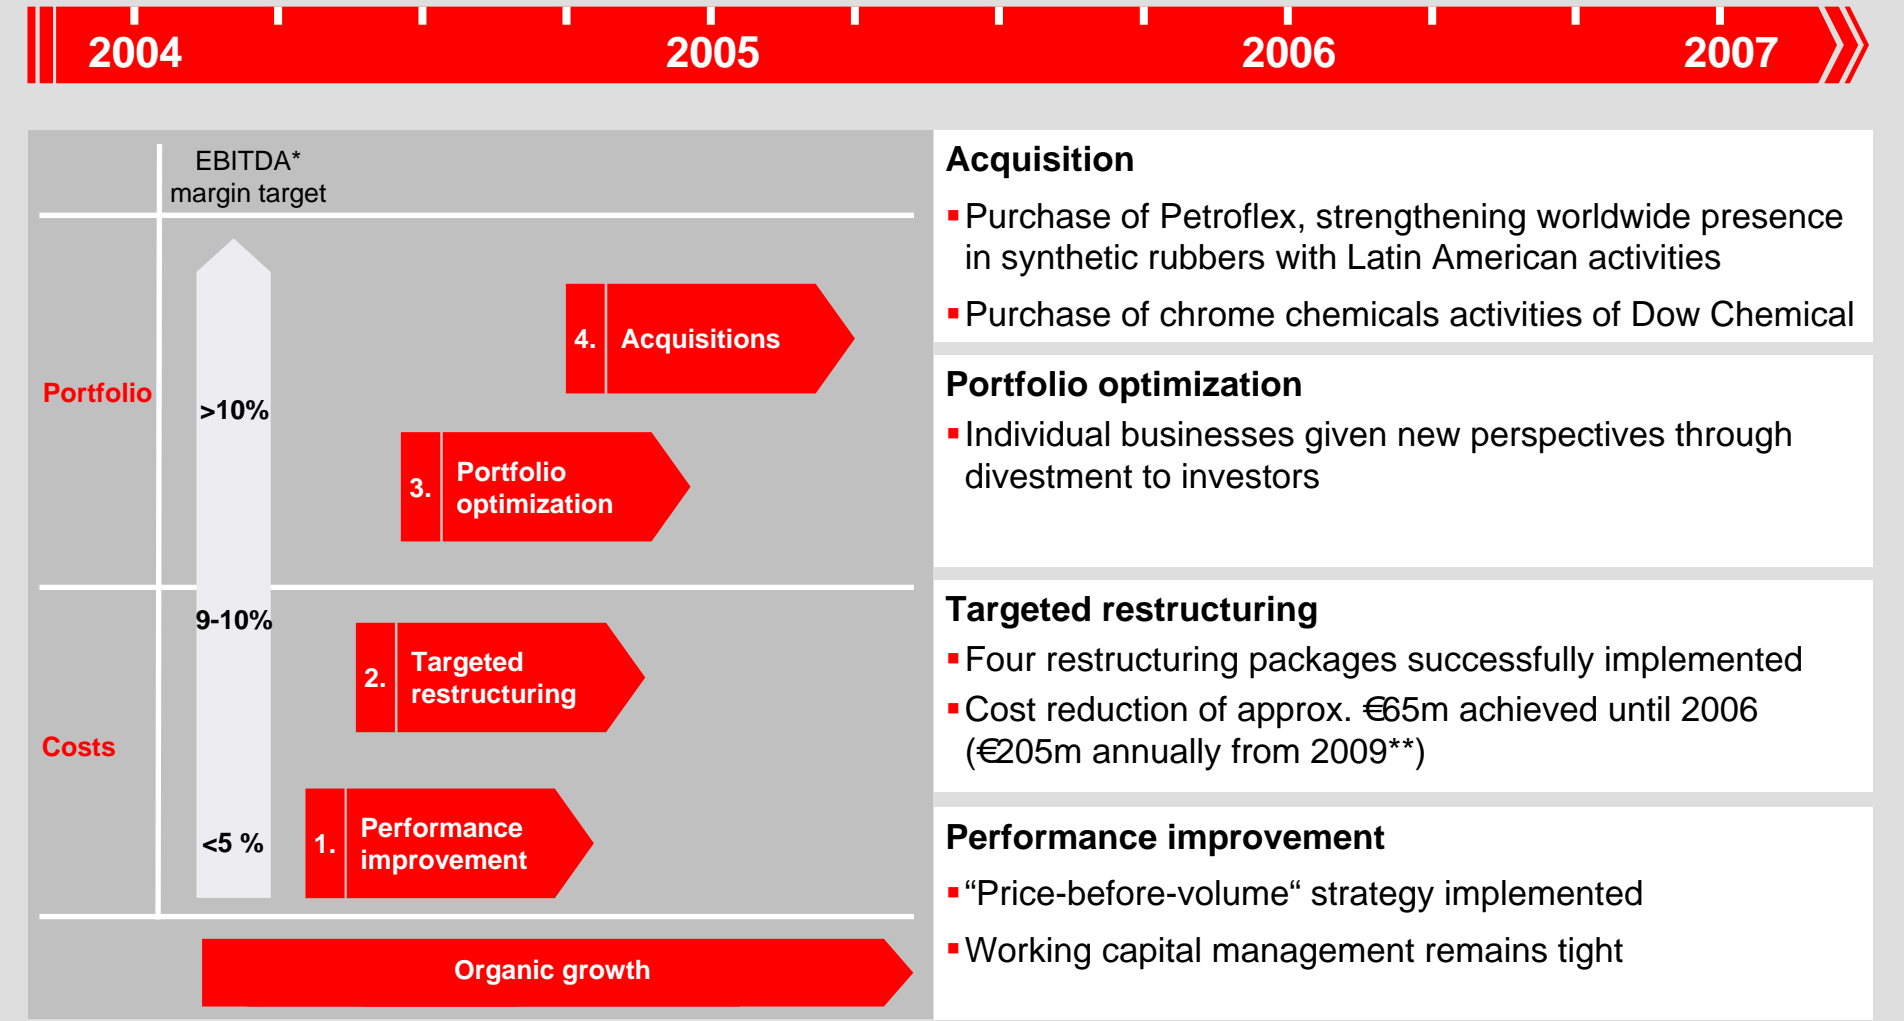 2004 2005 2006 2007
EBITDA*
margin target
Portfolio
>10%
9-10%
Costs
<5 %
4. Acquisitions
3. Portfolio
optimization
2. Targeted
restructuring
1. Performance
improvement
Organic growth
Acquisition
▪Purchase of Petroflex, strengthening worldwide presence
in synthetic rubbers with Latin American activities
▪Purchase of chrome chemicals activities of Dow Chemical
Portfolio optimization
▪Individual businesses given new perspectives through
divestment to investors
Targeted restructuring
▪Four restructuring packages successfully implemented
▪Cost reduction of approx. €65m achieved until 2006
(€205m annually from 2009**)
Performance improvement
▪“Price-before-volume“ strategy implemented
▪Working capital management remains tight